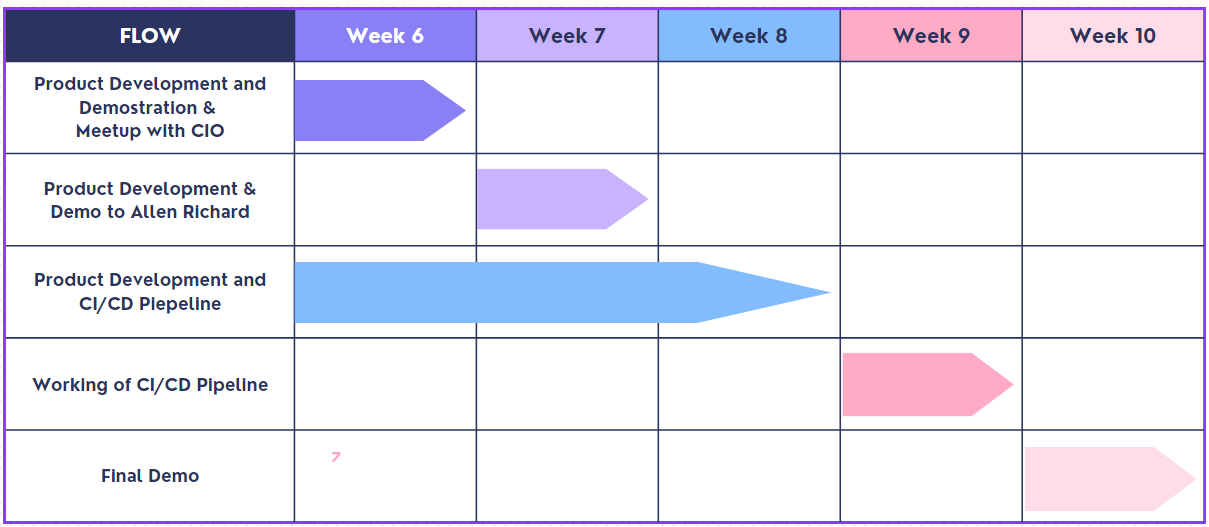 FLOW
Week 6
Week 7
Week 8
Week 9
Week 10
Product Development and
Demostration &
Meetup with CIO
Product Development &
Demo to Allen Richard
Product Development and
CI/CD Piepeline
Working of CI/CD Pipeline
Final Demo